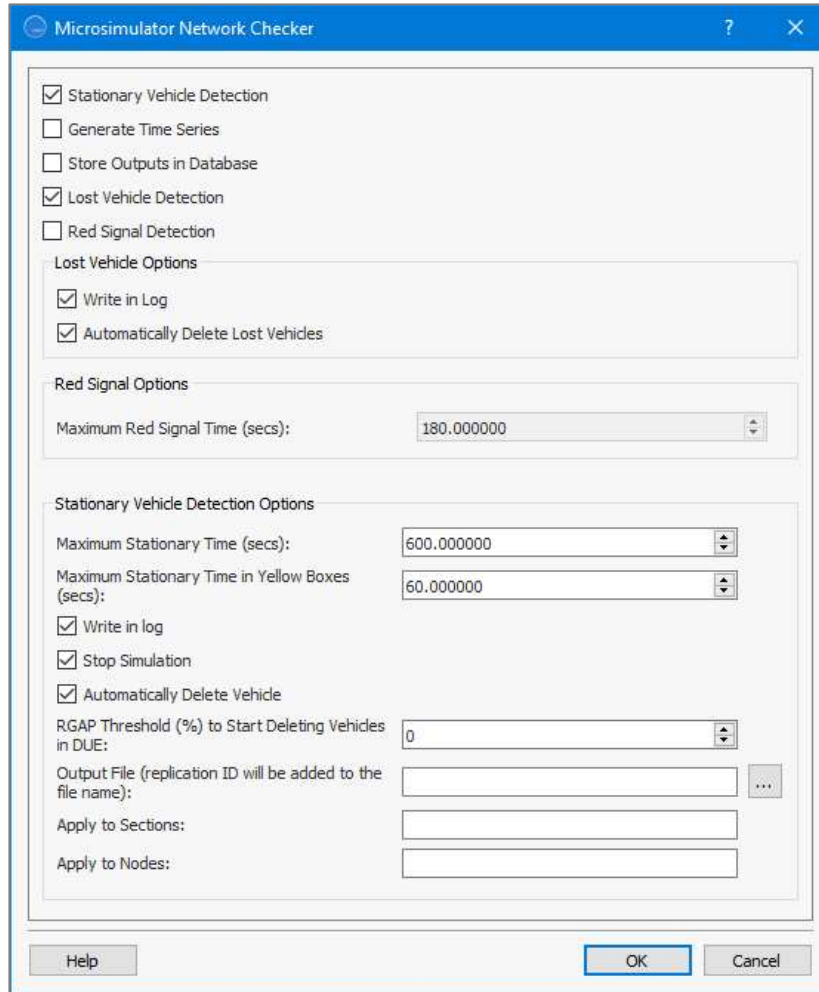 Microsimulator Network Checker ?
Stationary Vehicle Detection
Generate Time Series
Store Outputs in Database
Lost Vehicle Detection
Red Signal Detection
Lost Vehicle Options
Write in Log
Automatically Delete Lost Vehicles
Red Signal Options
Maximum Red Signal Time (secs): 180.000000
Stationary Vehicle Detection Options
Maximum Stationary Time (secs): 600.000000
Maximum Stationary Time in Yellow Boxes
(secs): 60.000000
Write in log
Stop Simulation
Automatically Delete Vehicle
RGAP Threshold (%) to Start Deleting Vehicles
in DUE: 0
Output File (replication ID will be added to the
file name): ...
Apply to Sections:
Apply to Nodes:
Help OK Cancel